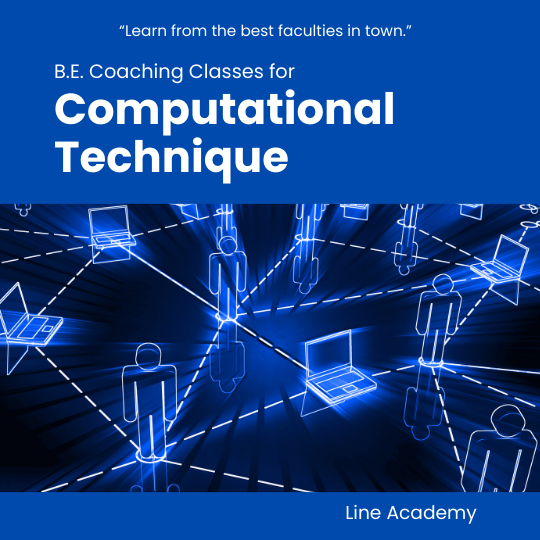 “Learn from the best faculties in town.”
B.E. Coaching Classes for
Computational
Technique
Line Academy